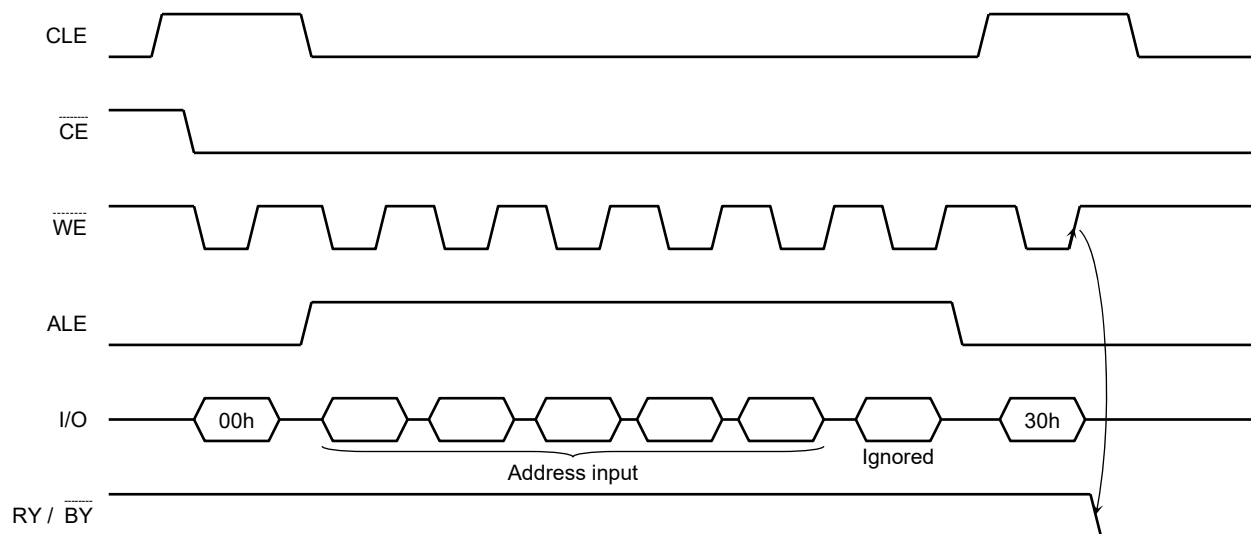 CLE
CE
WE
ALE
I/O
00h
30h
Ignored
Address input
RY / BY